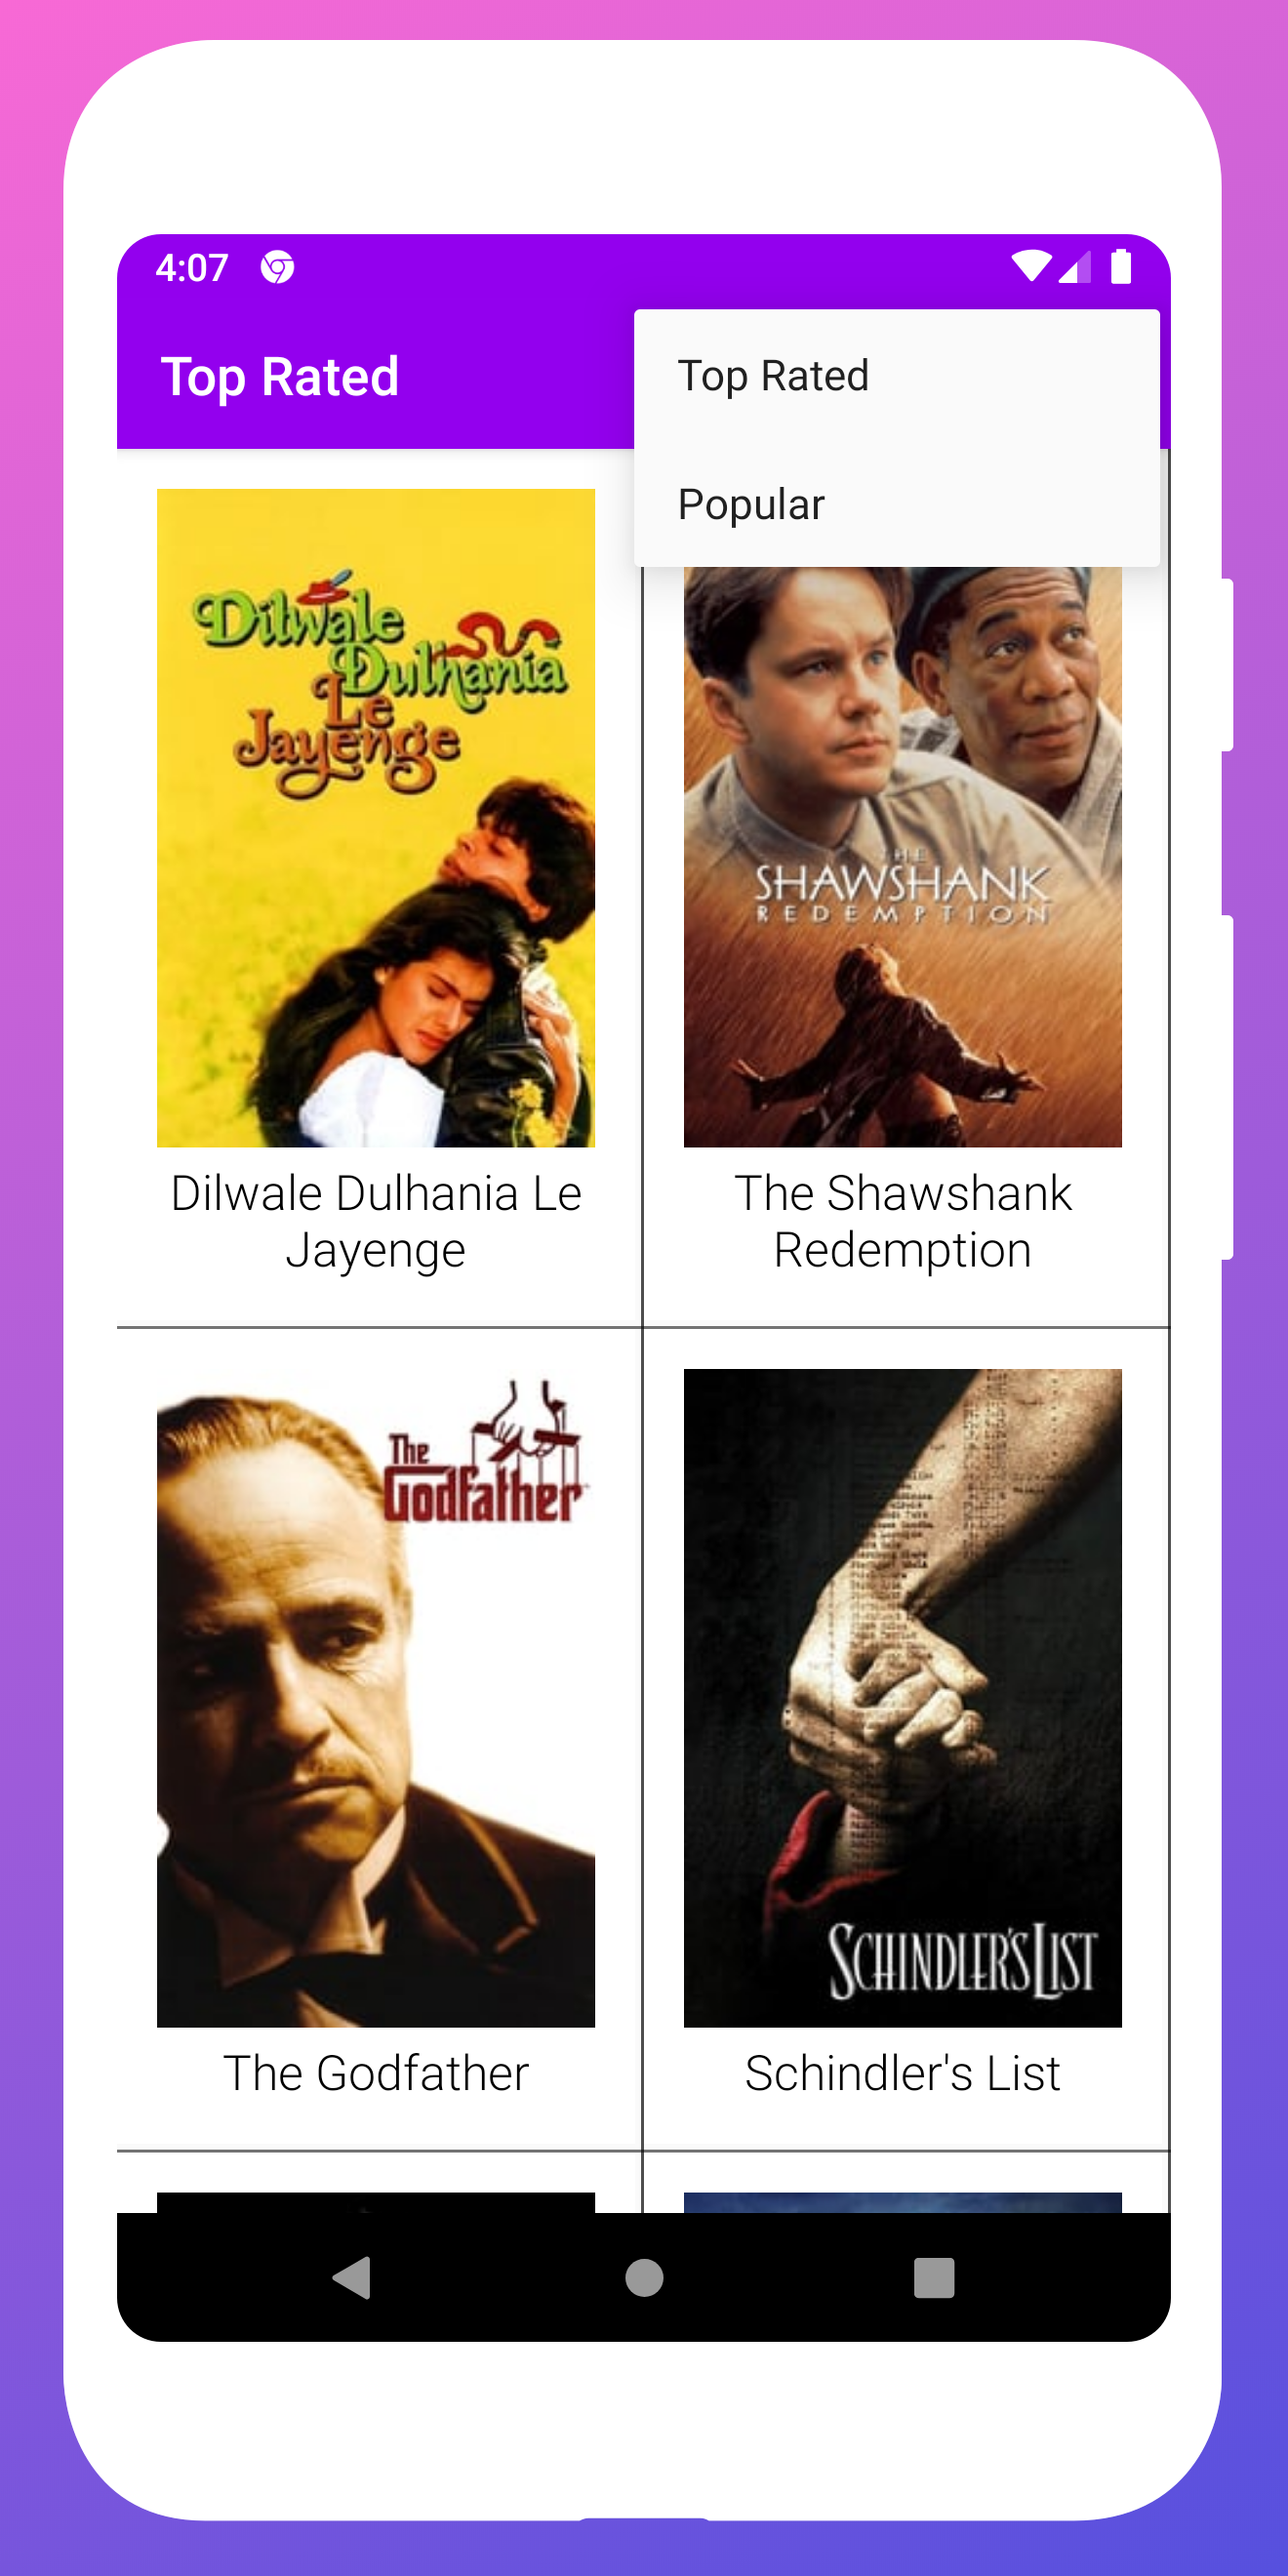 4:07
Top Rated
Top Rated
Popular
Dilwale
Dulhania
Le
Jayenge
THE
SHAWSHANK
REDEMPTION
Dilwale Dulhania Le
Jayenge
The Shawshank
Redemption
The
Godfather
SCHINDLER'S LIST
The Godfather
Schindler's List